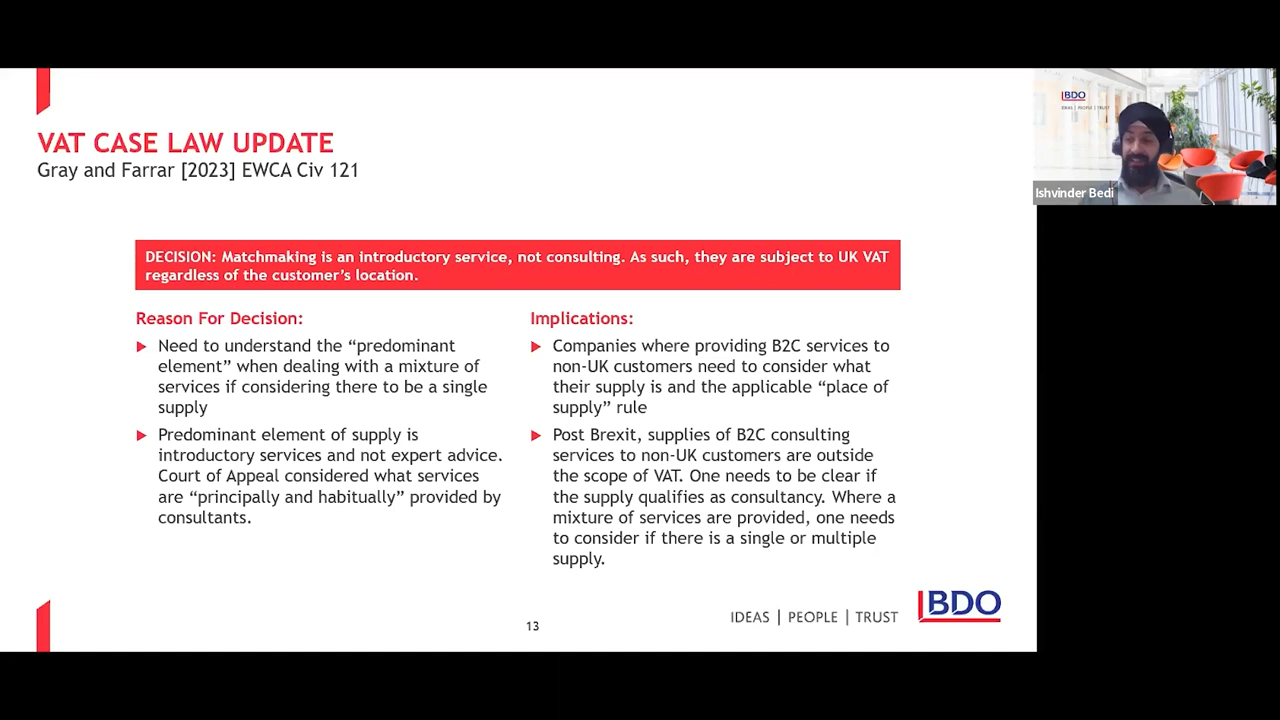 VAT CASE LAW UPDATE
Gray and Farrar [2023] EWCA Civ 121
DECISION: Matchmaking is an introductory service, not consulting. As such, they are subject to UK VAT
regardless of the customer's location.
Reason For Decision:
Need to understand the “predominant
element” when dealing with a mixture of
services if considering there to be a single
supply
Predominant element of supply is
introductory services and not expert advice.
Court of Appeal considered what services
are “principally and habitually” provided by
consultants.
Implications:
Companies where providing B2C services to
non-UK customers need to consider what
their supply is and the applicable “place of
supply” rule
Post Brexit, supplies of B2C consulting
services to non-UK customers are outside
the scope of VAT. One needs to be clear if
the supply qualifies as consultancy. Where a
mixture of services are provided, one needs
to consider if there is a single or multiple
supply.
13
IDEAS | PEOPLE | TRUST
BDO
BDO
IDEAS | PEOPLE | TRUST
Ishvinder Bedi